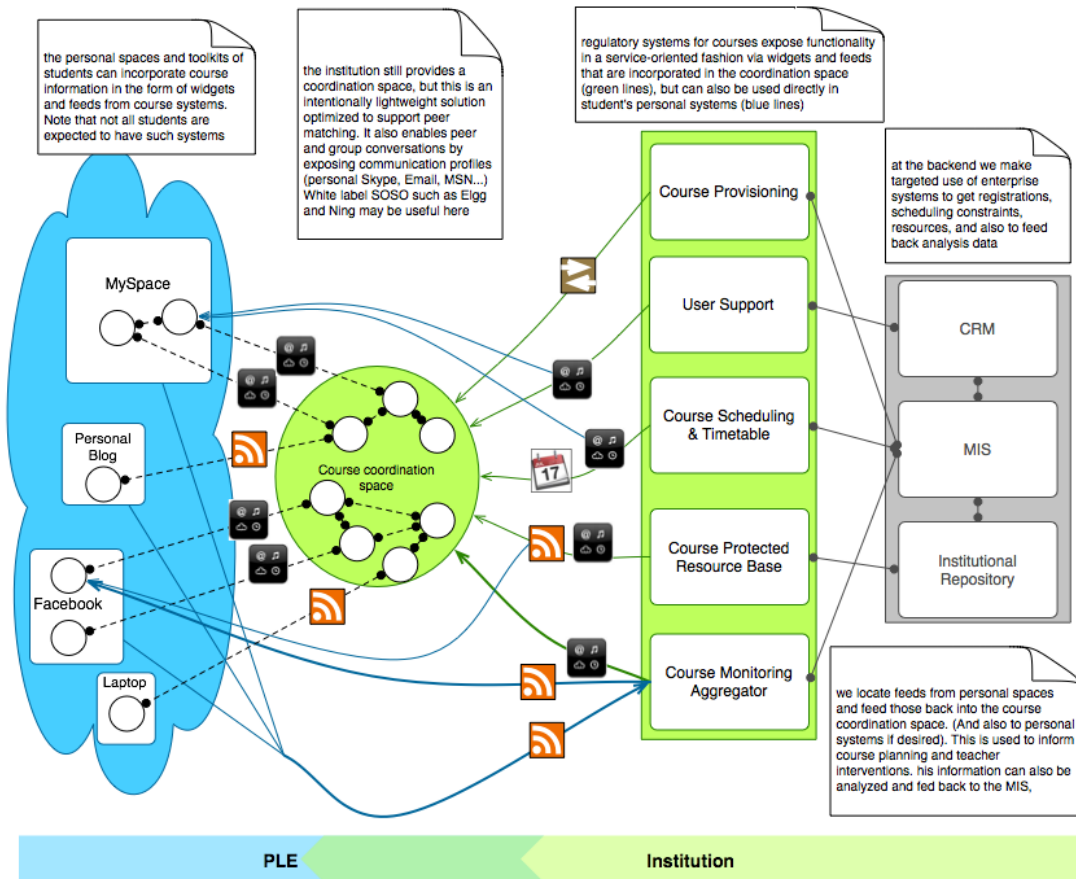 the personal spaces and toolkits of
students can incorporate course
information in the form of widgets
and feeds from course systems.
Note that not all students are
expected to have such systems
the institution still provides a
coordination space, but this is an
intentionally lightweight solution
optimized to support peer
matching. It also enables peer
and group conversations by
exposing communication profiles
(personal Skype, Email, MSN...)
White label SOSO such as Elgg
and Ning may be useful here
regulatory systems for courses expose functionality
in a service-oriented fashion via widgets and feeds
that are incorporated in the coordination space
(green lines), but can also be used directly in
student's personal systems (blue lines)
at the backend we make
targeted use of enterprise
systems to get registrations,
scheduling constraints,
resources, and also to feed
back analysis data
MySpace
Personal
Blog
Facebook
Laptop
Course coordination
space
17
Course Provisioning
User Support
Course Scheduling
& Timetable
Course Protected
Resource Base
Course Monitoring
Aggregator
CRM
MIS
Institutional
Repository
we locate feeds from personal spaces
and feed those back into the course
coordination space. (And also to personal
systems if desired). This is used to inform
course planning and teacher
interventions. his information can also be
analyzed and fed back to the MIS,
PLE
Institution